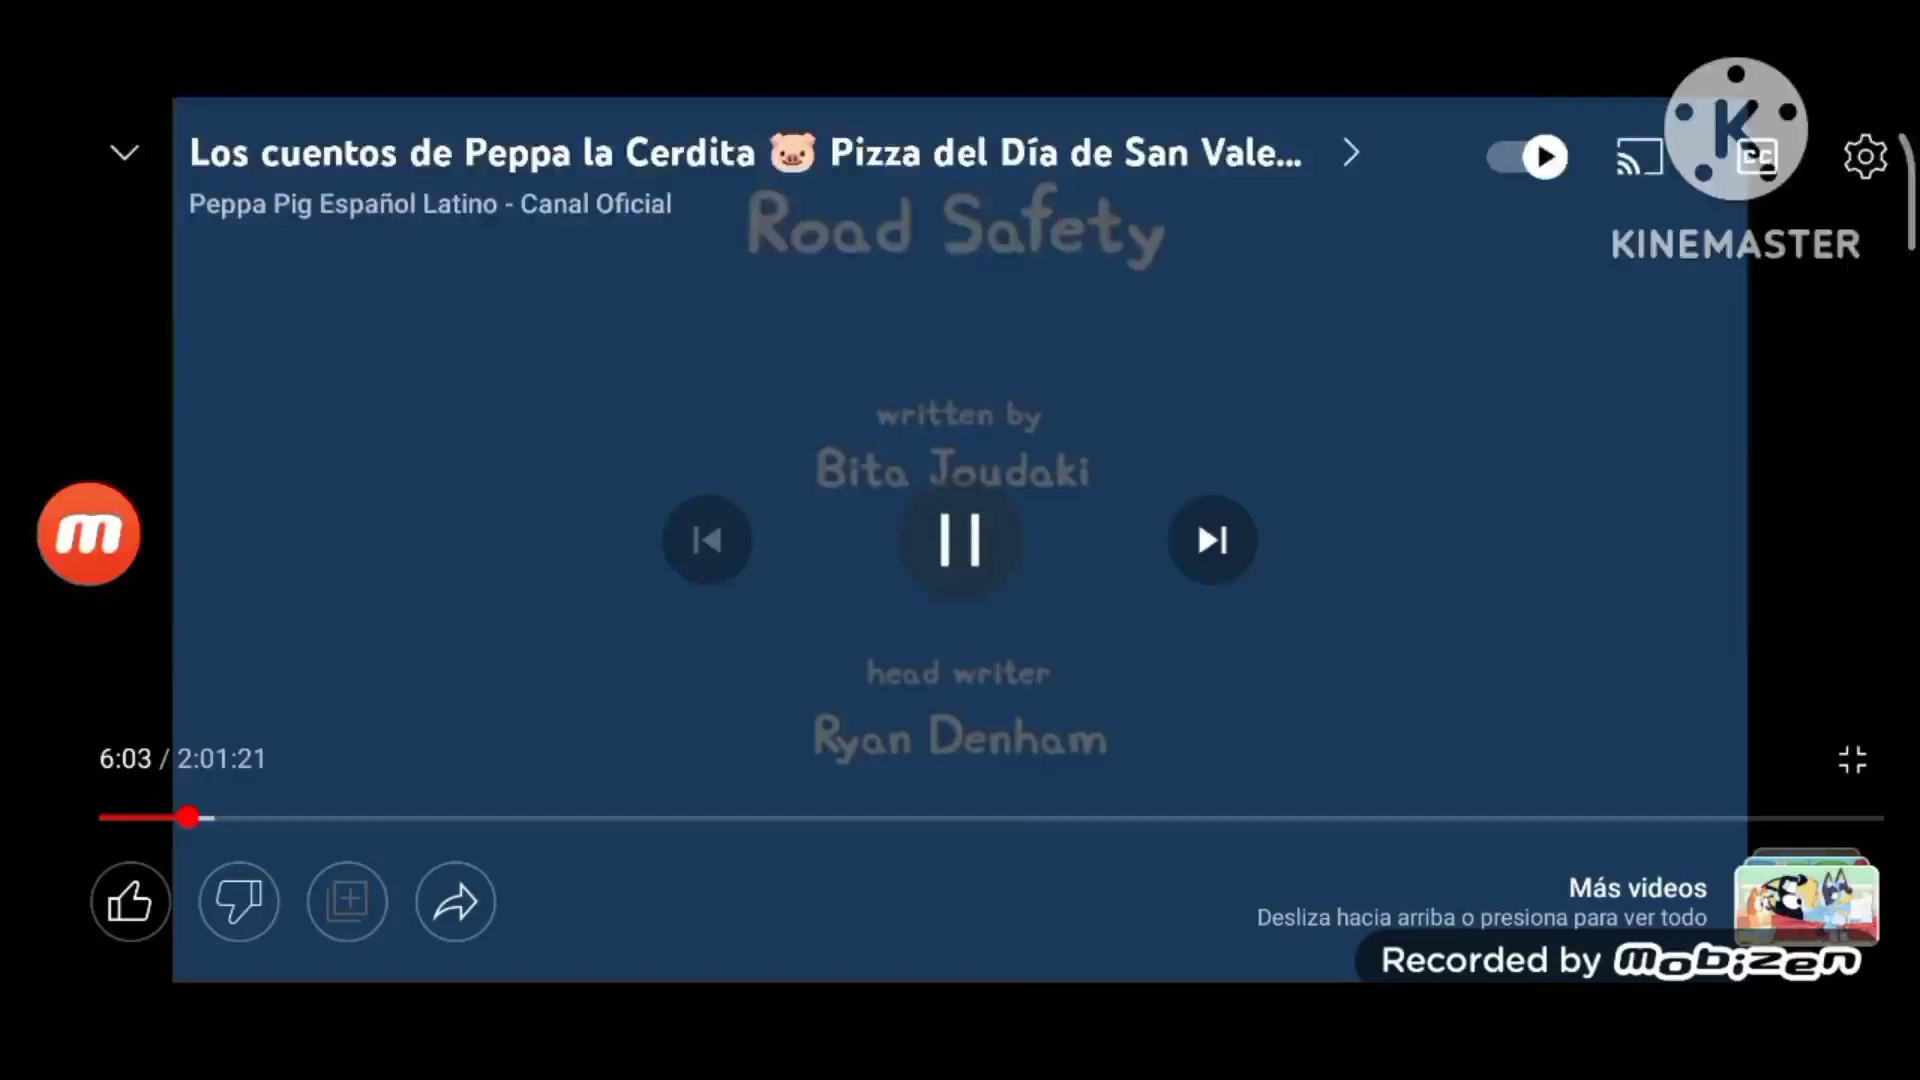 Los cuentos de Peppa la Cerdita 🐷 Pizza del Día de San Vale...
Peppa Pig Español Latino - Canal Oficial
K
CC
KINEMASTER
Road Safety
written by
Bita Joudaki
m
head writer
Ryan Denham
6:03 / 2:01:21
Más videos
Desliza hacia arriba o presiona para ver todo
Recorded by mobizen